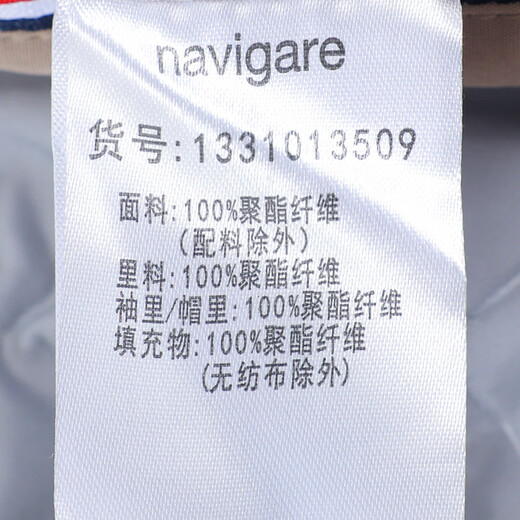 navigare
货号:1331013509
面料:100%聚酯纤维
(配料除外)
里料:100%聚酯纤维
袖里/帽里:100%聚酯纤维
填充物:100%聚酯纤维
(无纺布除外)